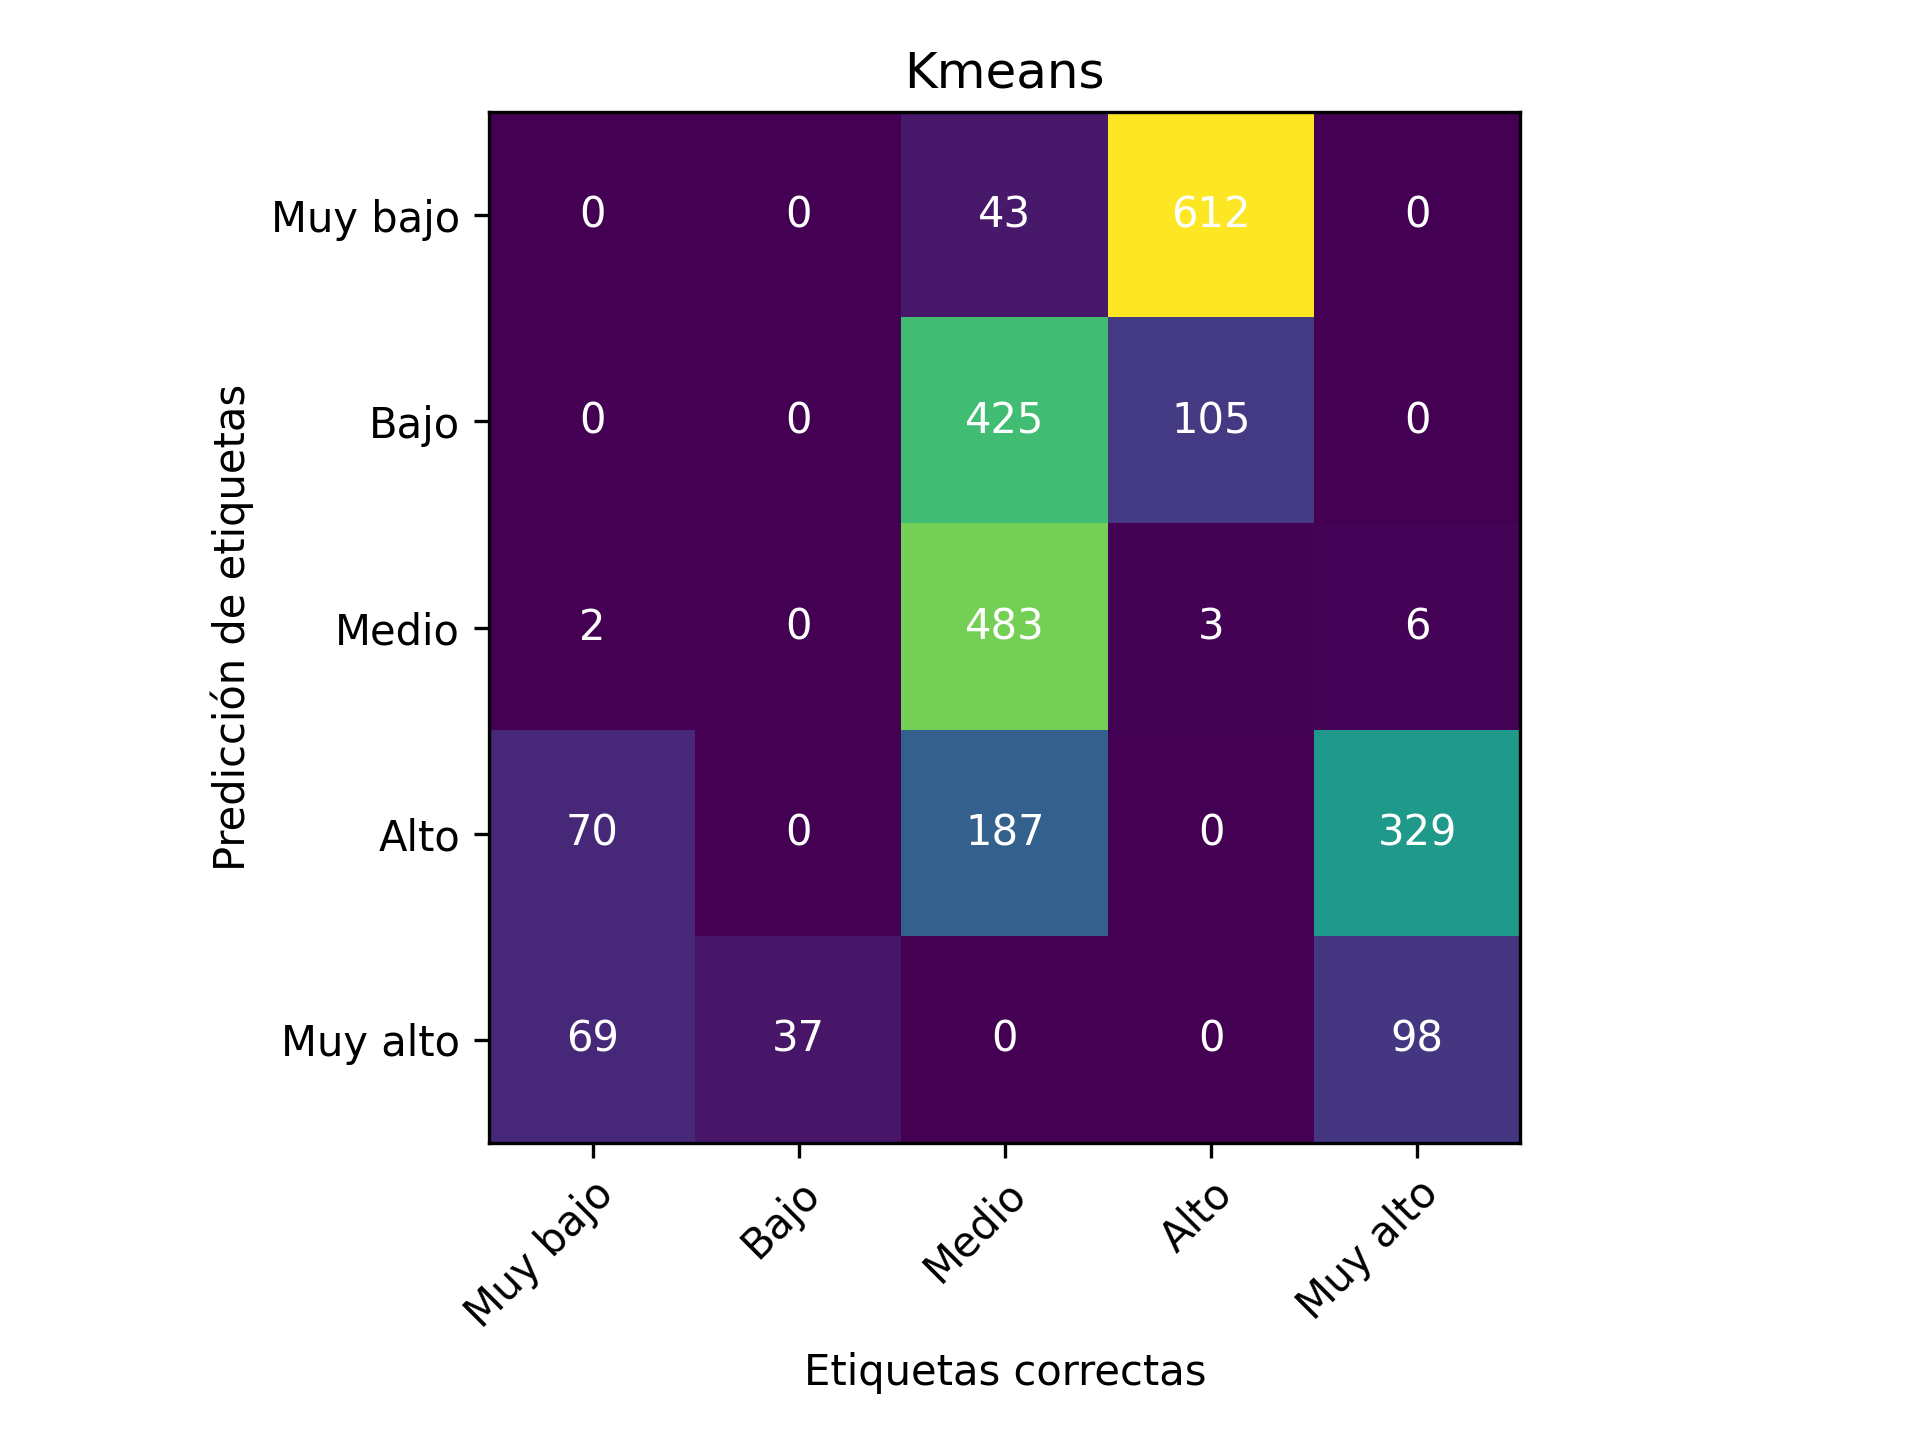 Kmeans
Muy bajo 0 0 43 612 0
Bajo 0 0 425 105 0
Medio 2 0 483 3 6
Alto 70 0 187 0 329
Muy alto 69 37 0 0 98
Predicción de etiquetas
Muy bajo Bajo Medio Alto Muy alto
Etiquetas correctas